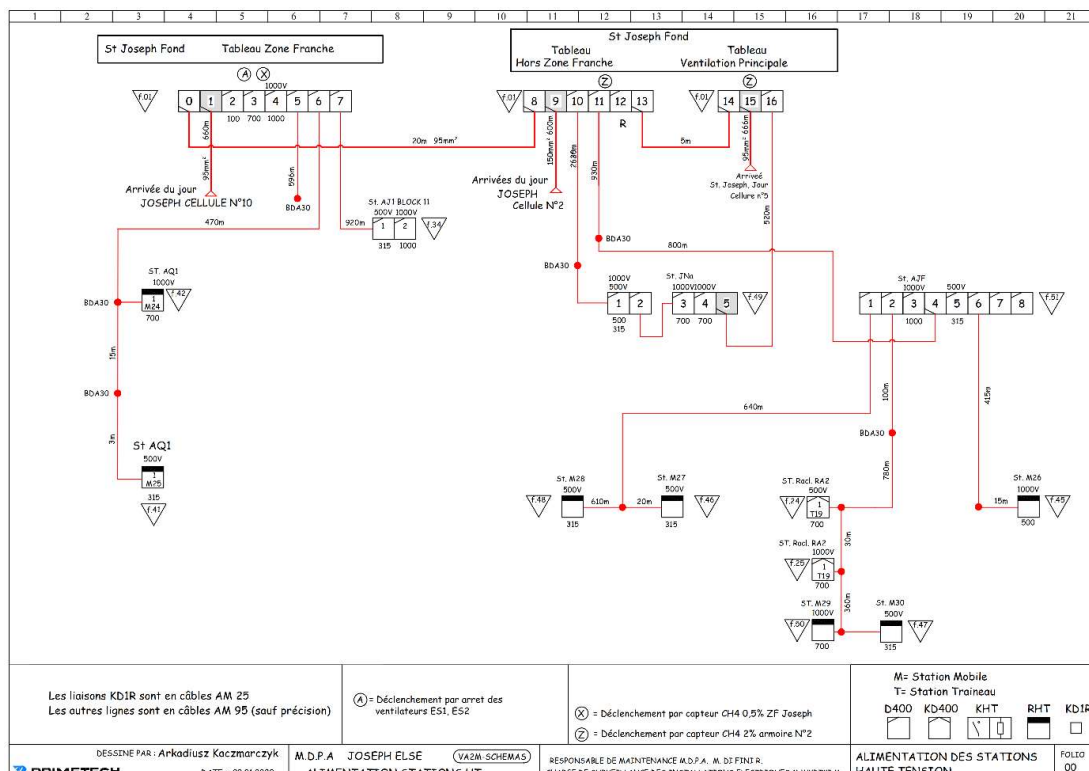 1 2 3 4 5 6 7 8 9 10 11 12 13 14 15 16 17 18 19 20 21
St Joseph Fond Tableau Zone Franche
St Joseph Fond
Tableau Hors Zone Franche
Tableau Ventilation Principale
A X
1000V
Z
Z
f.01
0 1 2 3 4 5 6 7
100 700 1000
f.01
8 9 10 11 12 13
R
f.01
14 15 16
660m
95mm²
596m
20m 95mm²
150mm² 600m
2636m
930m
5m
95mm² 666m
520m
Arrivée du jour
JOSEPH CELLULE N°10
BDA30
470m
920m
St. AJ1 BLOCK 11
500V 1000V
1 2
315 1000
f.34
Arrivées du jour
JOSEPH
Cellule N°2
Arriveé
St. Joseph, Jour
Cellure n°5
BDA30
800m
BDA30
ST. AQ1
1000V
1
M24
700
f.42
BDA30
15m
BDA30
3m
St AQ1
500V
1
M25
315
f.41
1000V
500V
1 2
500
315
St. JNa
1000V1000V
3 4 5
700 700
f.49
St. AJF
1000V 500V
1 2 3 4 5 6 7 8
1000 315
f.51
640m
100m
BDA30
780m
415m
f.48
St. M28
500V
315
610m 20m
St. M27
500V
315
f.46
ST. Racl. RA2
500V
f.24
1
T19
700
30m
ST. Racl. RA2
1000V
f.25
1
T19
700
360m
ST. M29
1000V
f.50
700
St. M30
500V
315
f.47
15m
St. M26
1000V
500
f.45
Les liaisons KD1R sont en câbles AM 25
Les autres lignes sont en câbles AM 95 (sauf précision)
A = Déclenchement par arret des
ventilateurs ES1, ES2
X = Déclenchement par capteur CH4 0,5% ZF Joseph
Z = Déclenchement par capteur CH4 2% armoire N°2
M= Station Mobile
T= Station Traineau
D400 KD400 KHT RHT KD1R
DESSINE PAR : Arkadiusz Kaczmarczyk
PRIMETECH
M.D.P.A JOSEPH ELSE VA2M-SCHEMAS
RESPONSABLE DE MAINTENANCE M.D.P.A. M. DI FINI R.
ALIMENTATION DES STATIONS
HAUTE TENSION
FOLIO
00